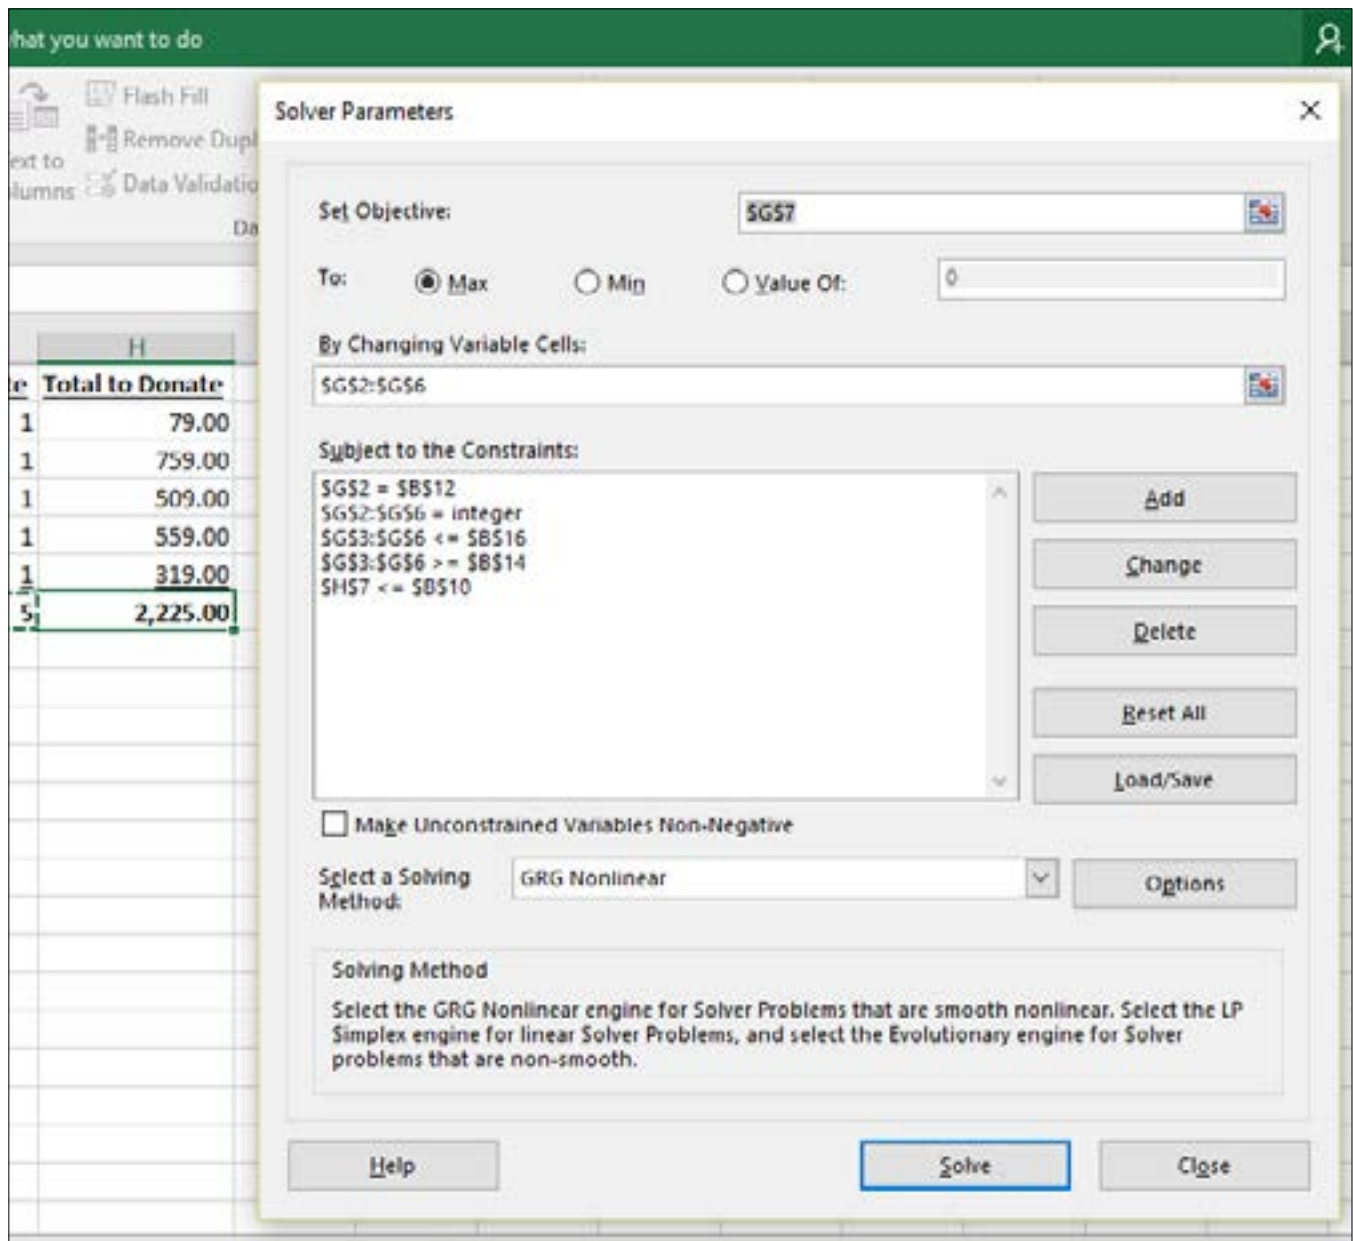 hat you want to do
Flash Fill
Remove Dupl
ext to
lumns
Data Validatio
Da
Solver Parameters
Set Objective:
$G$7
To:
Max
Min
Value Of:
0
By Changing Variable Cells:
$G$2:$G$6
Subject to the Constraints:
$G$2 = $B$12
$G$2:$G$6 = integer
$G$3:$G$6 <= $B$16
$G$3:$G$6 >= $B$14
$H$7 <= $B$10
Add
Change
Delete
Reset All
Load/Save
Make Unconstrained Variables Non-Negative
Select a Solving
Method:
GRG Nonlinear
Options
Solving Method
Select the GRG Nonlinear engine for Solver Problems that are smooth nonlinear. Select the LP
Simplex engine for linear Solver Problems, and select the Evolutionary engine for Solver
problems that are non-smooth.
Help
Solve
Close
H
te Total to Donate
1 79.00
1 759.00
1 509.00
1 559.00
1 319.00
5 2,225.00